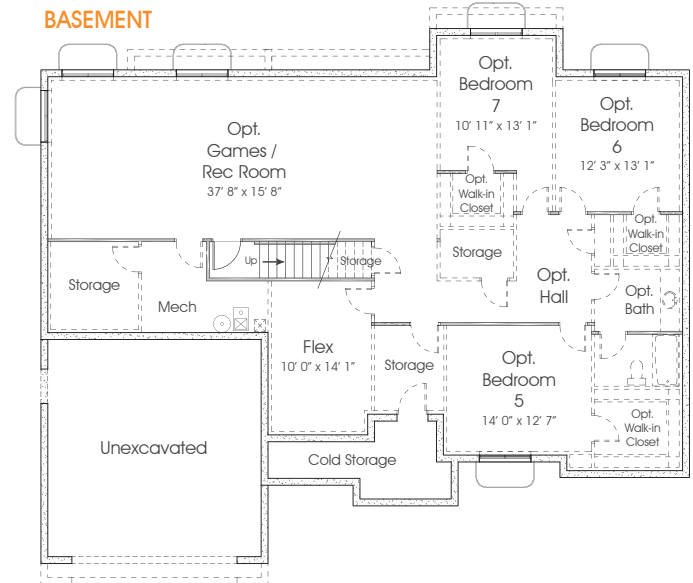 BASEMENT
Opt.
Bedroom
7
10' 11" x 13' 1"
Opt.
Bedroom
6
12' 3" x 13' 1"
Opt.
Games /
Rec Room
37' 8" x 15' 8"
Opt.
Walk-in
Closet
Opt.
Walk-in
Closet
Storage
Up
Storage
Storage
Opt.
Hall
Opt.
Bath
Mech
Flex
10' 0" x 14' 1"
Storage
Opt.
Bedroom
5
14' 0" x 12' 7"
Opt.
Walk-in
Closet
Unexcavated
Cold Storage